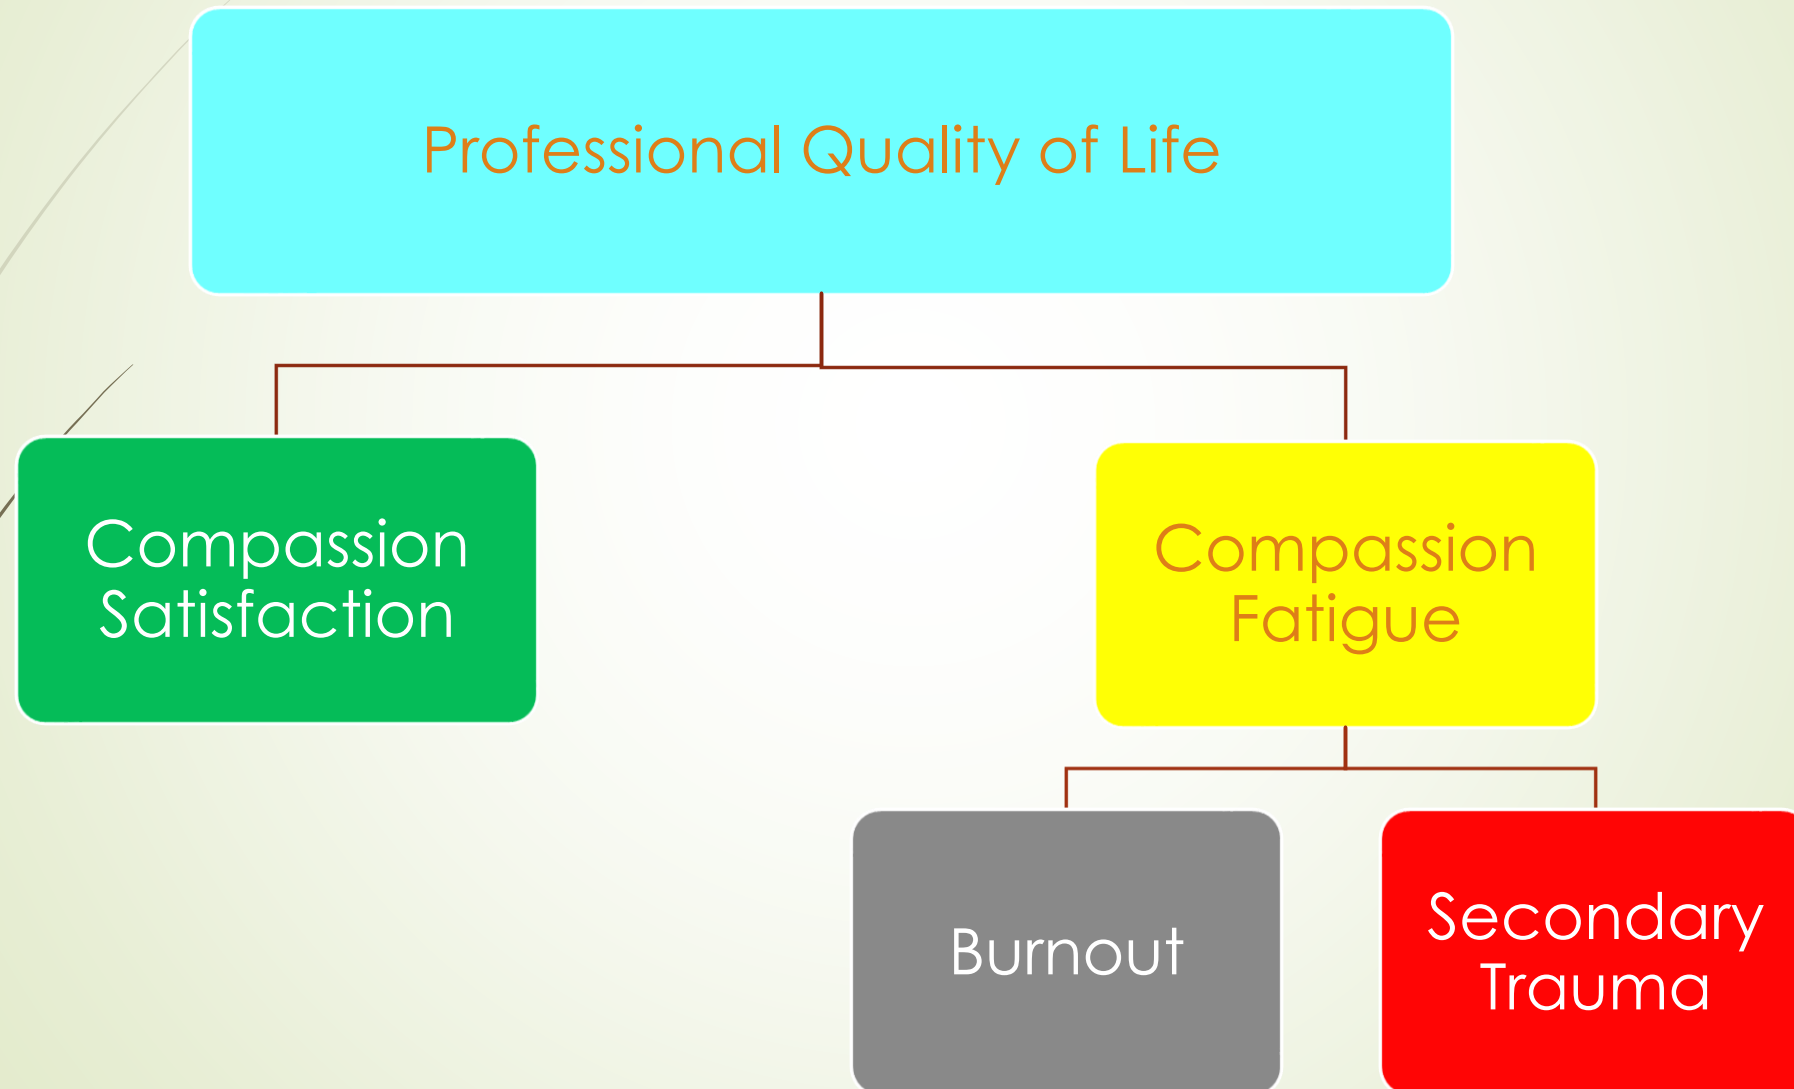 Professional Quality of Life
Compassion
Satisfaction
Compassion
Fatigue
Burnout
Secondary
Trauma